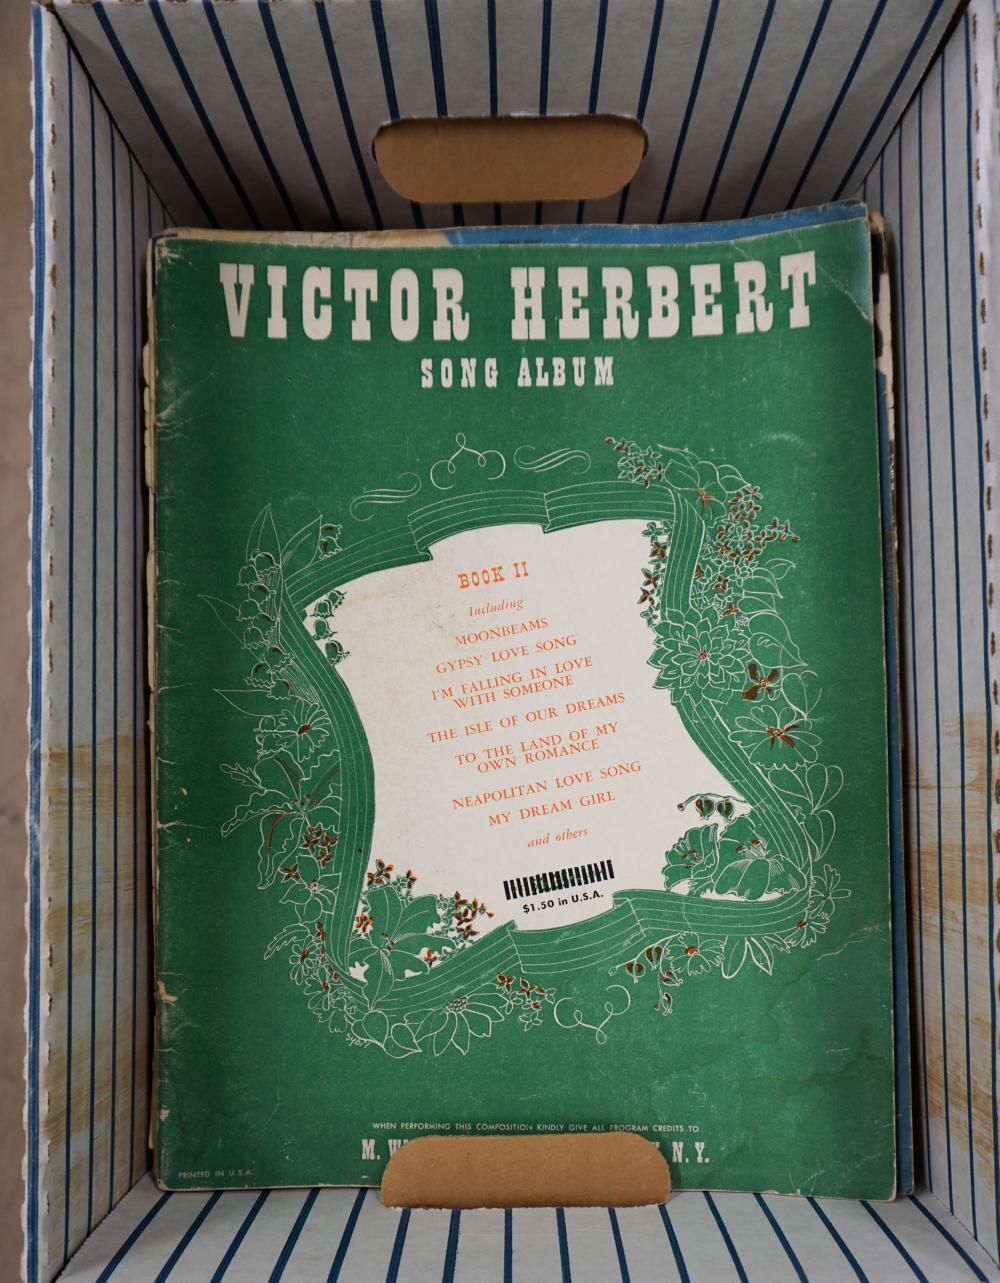 VICTOR HERBERT
SONG ALBUM
BOOK II
Including
MOONBEAMS
GYPSY LOVE SONG
I'M FALLING IN LOVE
WITH SOMEONE
THE ISLE OF OUR DREAMS
TO THE LAND OF MY
OWN ROMANCE
NEAPOLITAN LOVE SONG
MY DREAM GIRL
and others
$1.50 in U.S.A.
Sybil
WHEN PERFORMING THIS COMPOSITION KINDLY GIVE ALL PROGRAM CREDITS TO
M. N.Y.
PRINTED IN U.S.A.